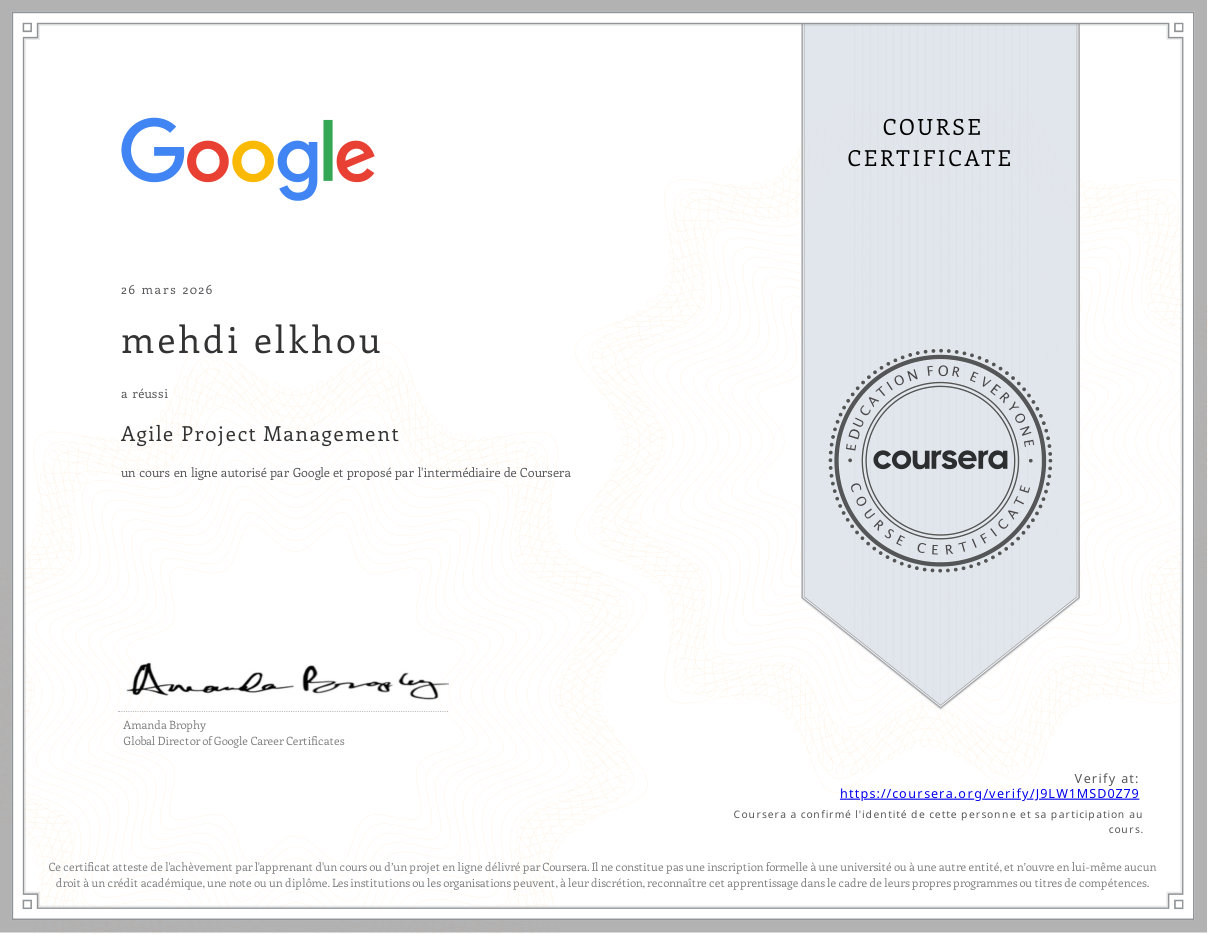 Google
COURSE
CERTIFICATE
26 mars 2026
mehdi elkhou
a réussi
Agile Project Management
un cours en ligne autorisé par Google et proposé par l'intermédiaire de Coursera
EDUCATION FOR EVERYONE
coursera
COURSE CERTIFICATE
Amanda Brophy
Amanda Brophy
Global Director of Google Career Certificates
Verify at:
https://coursera.org/verify/J9LW1MSD0Z79
Coursera a confirmé l'identité de cette personne et sa participation au
cours.
Ce certificat atteste de l'achèvement par l'apprenant d'un cours ou d'un projet en ligne délivré par Coursera. Il ne constitue pas une inscription formelle à une université ou à une autre entité, et n'ouvre en lui-même aucun
droit à un crédit académique, une note ou un diplôme. Les institutions ou les organisations peuvent, à leur discrétion, reconnaître cet apprentissage dans le cadre de leurs propres programmes ou titres de compétences.